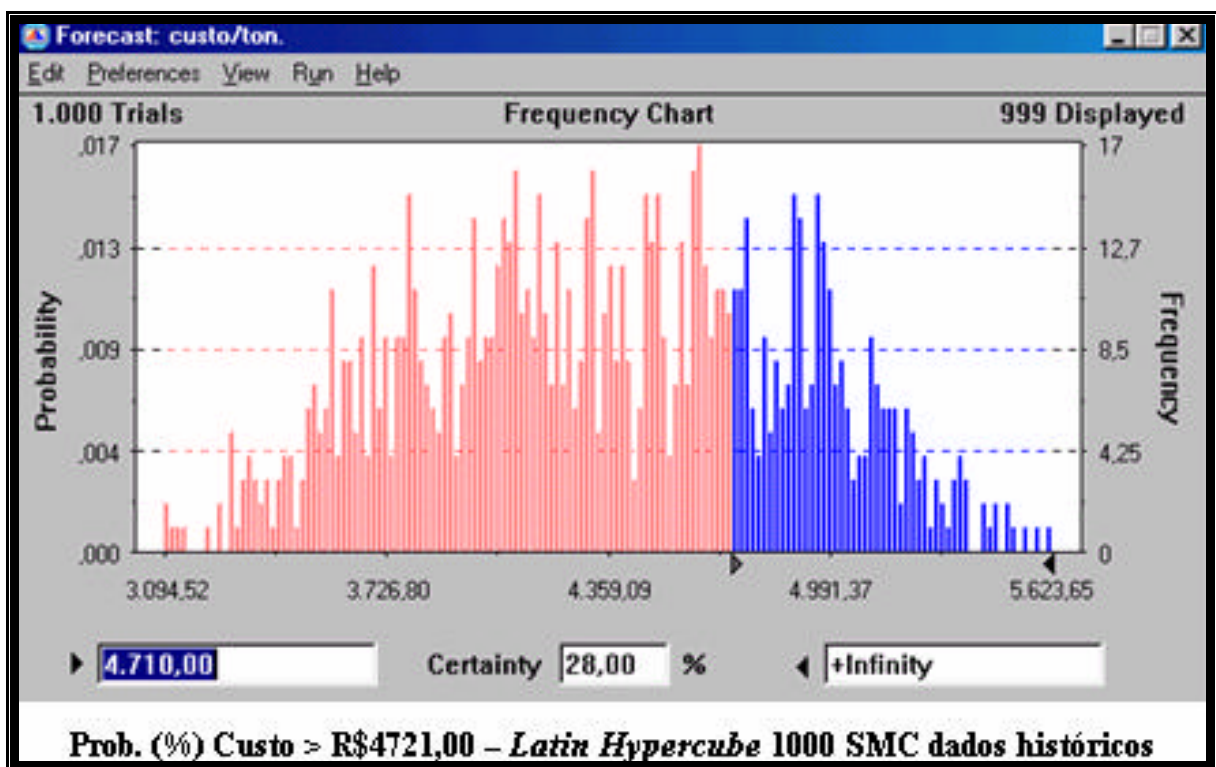 Forecast: custo/ton.
Edit Preferences View Run Help
1.000 Trials Frequency Chart 999 Displayed
,017 17
,013 12,7
,009 8,5
,004 4,25
,000 0
Probability
Frequency
3.094,52 3.726,80 4.359,09 4.991,37 5.623,65
4.710,00 Certainty 28,00 % +Infinity
Prob. (%) Custo > R$4721,00 – Latin Hypercube 1000 SMC dados históricos